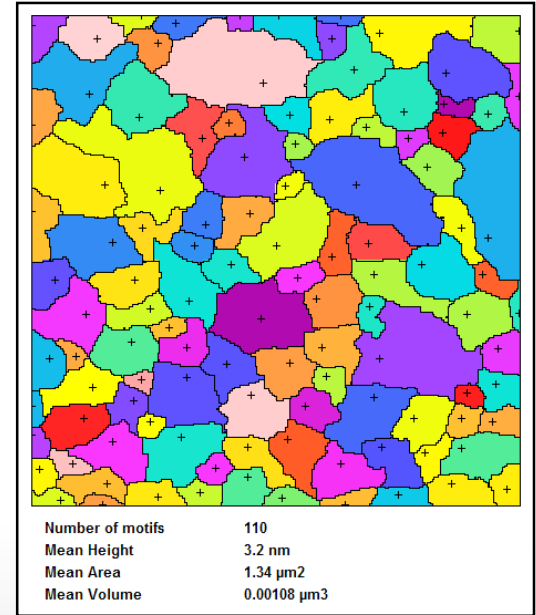 Number of motifs 110
Mean Height 3.2 nm
Mean Area 1.34 µm2
Mean Volume 0.00108 µm3